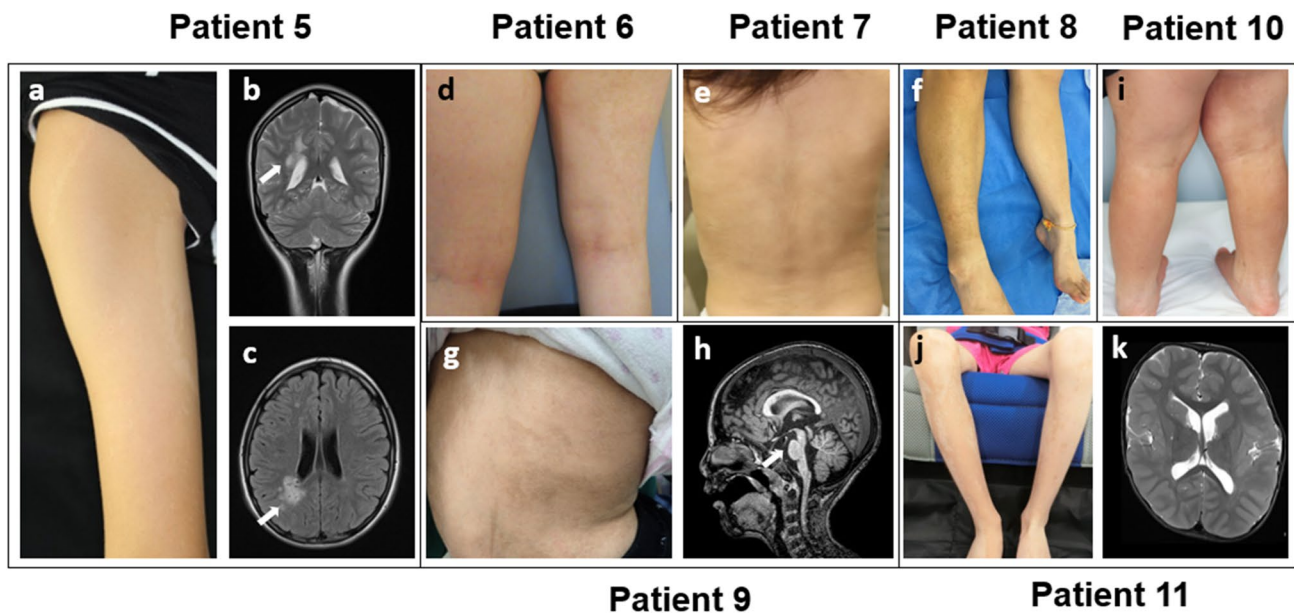 Patient 5 Patient 6 Patient 7 Patient 8 Patient 10
a b d e f i
c g h j k
Patient 9 Patient 11